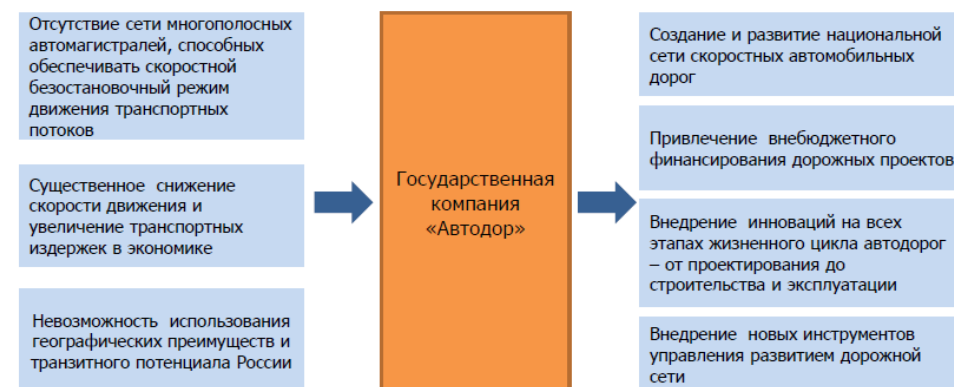 Отсутствие сети многополосных
автомагистралей, способных
обеспечивать скоростной
безостановочный режим
движения транспортных
потоков
Существенное снижение
скорости движения и
увеличение транспортных
издержек в экономике
Невозможность использования
географических преимуществ и
транзитного потенциала России
Государственная
компания
«Автодор»
Создание и развитие национальной
сети скоростных автомобильных
дорог
Привлечение внебюджетного
финансирования дорожных проектов
Внедрение инноваций на всех
этапах жизненного цикла автодорог
– от проектирования до
строительства и эксплуатации
Внедрение новых инструментов
управления развитием дорожной
сети